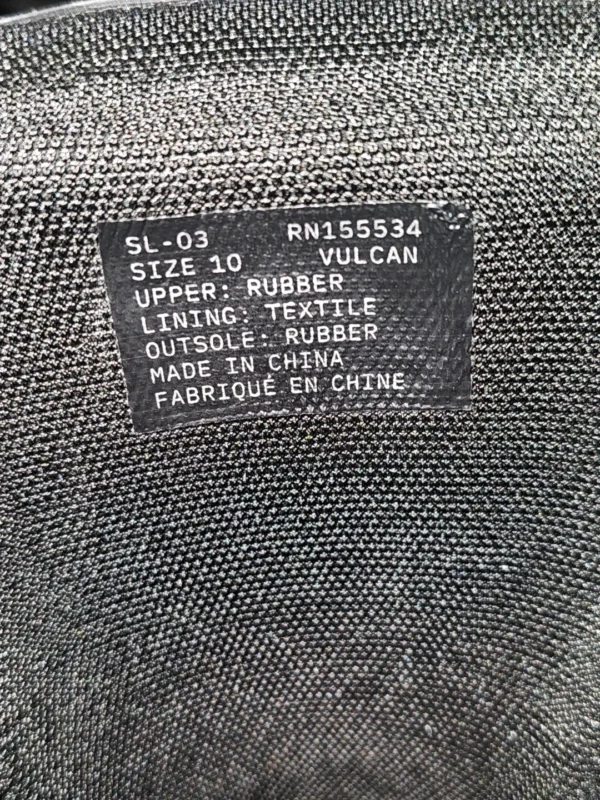 SL-03 RN155534
SIZE 10 VULCAN
UPPER: RUBBER
LINING: TEXTILE
OUTSOLE: RUBBER
MADE IN CHINA
FABRIQUÉ EN CHINE